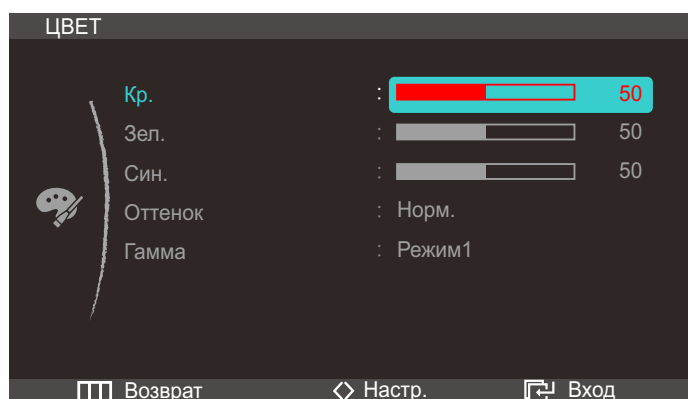 ЦВЕТ
Кр. : 50
Зел. : 50
Син. : 50
Оттенок : Норм.
Гамма : Режим1
Возврат Настр. Вход